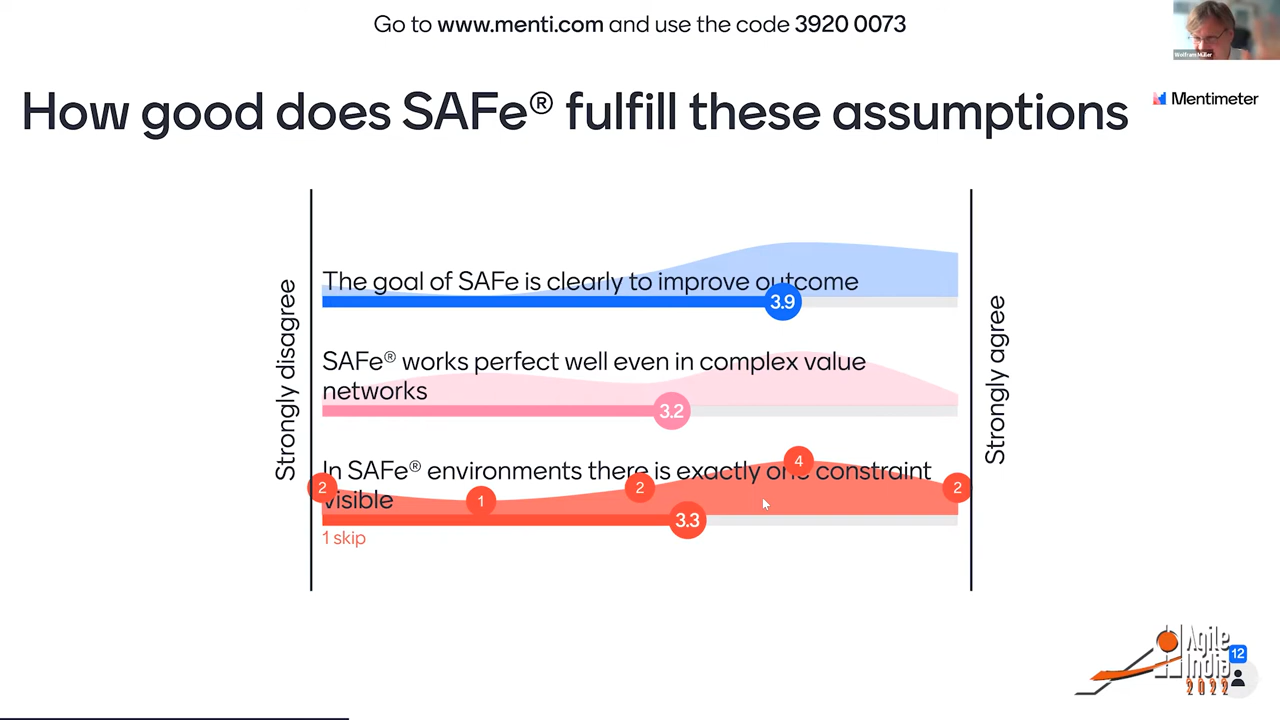 Go to www.menti.com and use the code 3920 0073
Wolfram Müller
How good does SAFe® fulfill these assumptions
Mentimeter
Strongly disagree
Strongly agree
The goal of SAFe is clearly to improve outcome
3.9
SAFe® works perfect well even in complex value
networks
3.2
In SAFe® environments there is exactly one constraint
visible
2
1
2
4
2
3.3
1 skip
Agile
India
2022
12